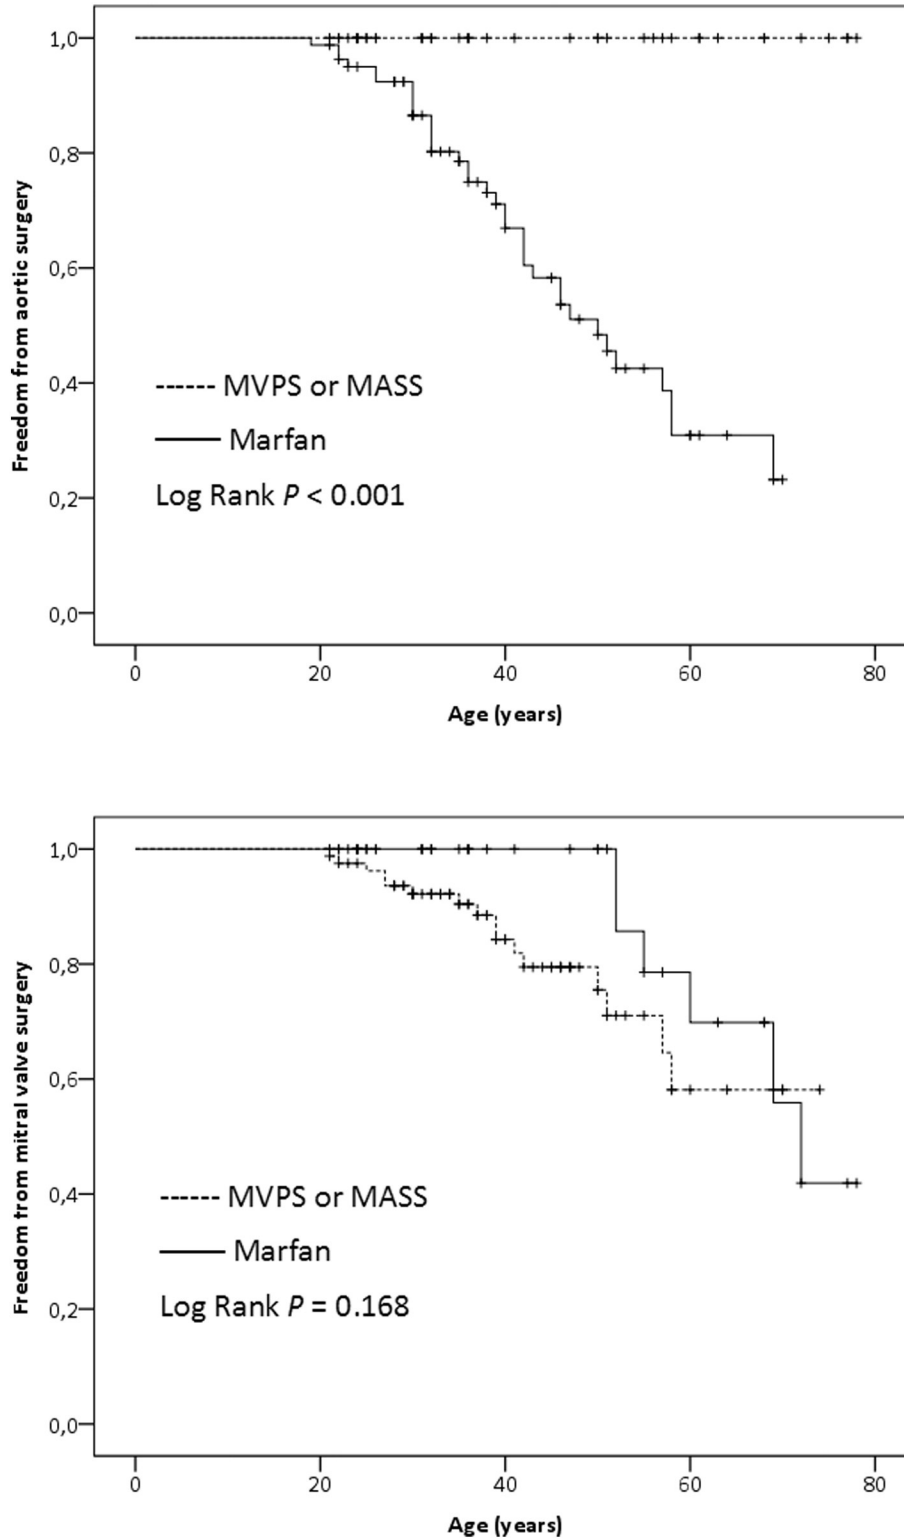 Freedom from aortic surgery
1,0
0,8
0,6
0,4
0,2
0,0
MVPS or MASS
Marfan
Log Rank P < 0.001
0 20 40 60 80
Age (years)
Freedom from mitral valve surgery
1,0
0,8
0,6
0,4
0,2
0,0
MVPS or MASS
Marfan
Log Rank P = 0.168
0 20 40 60 80
Age (years)